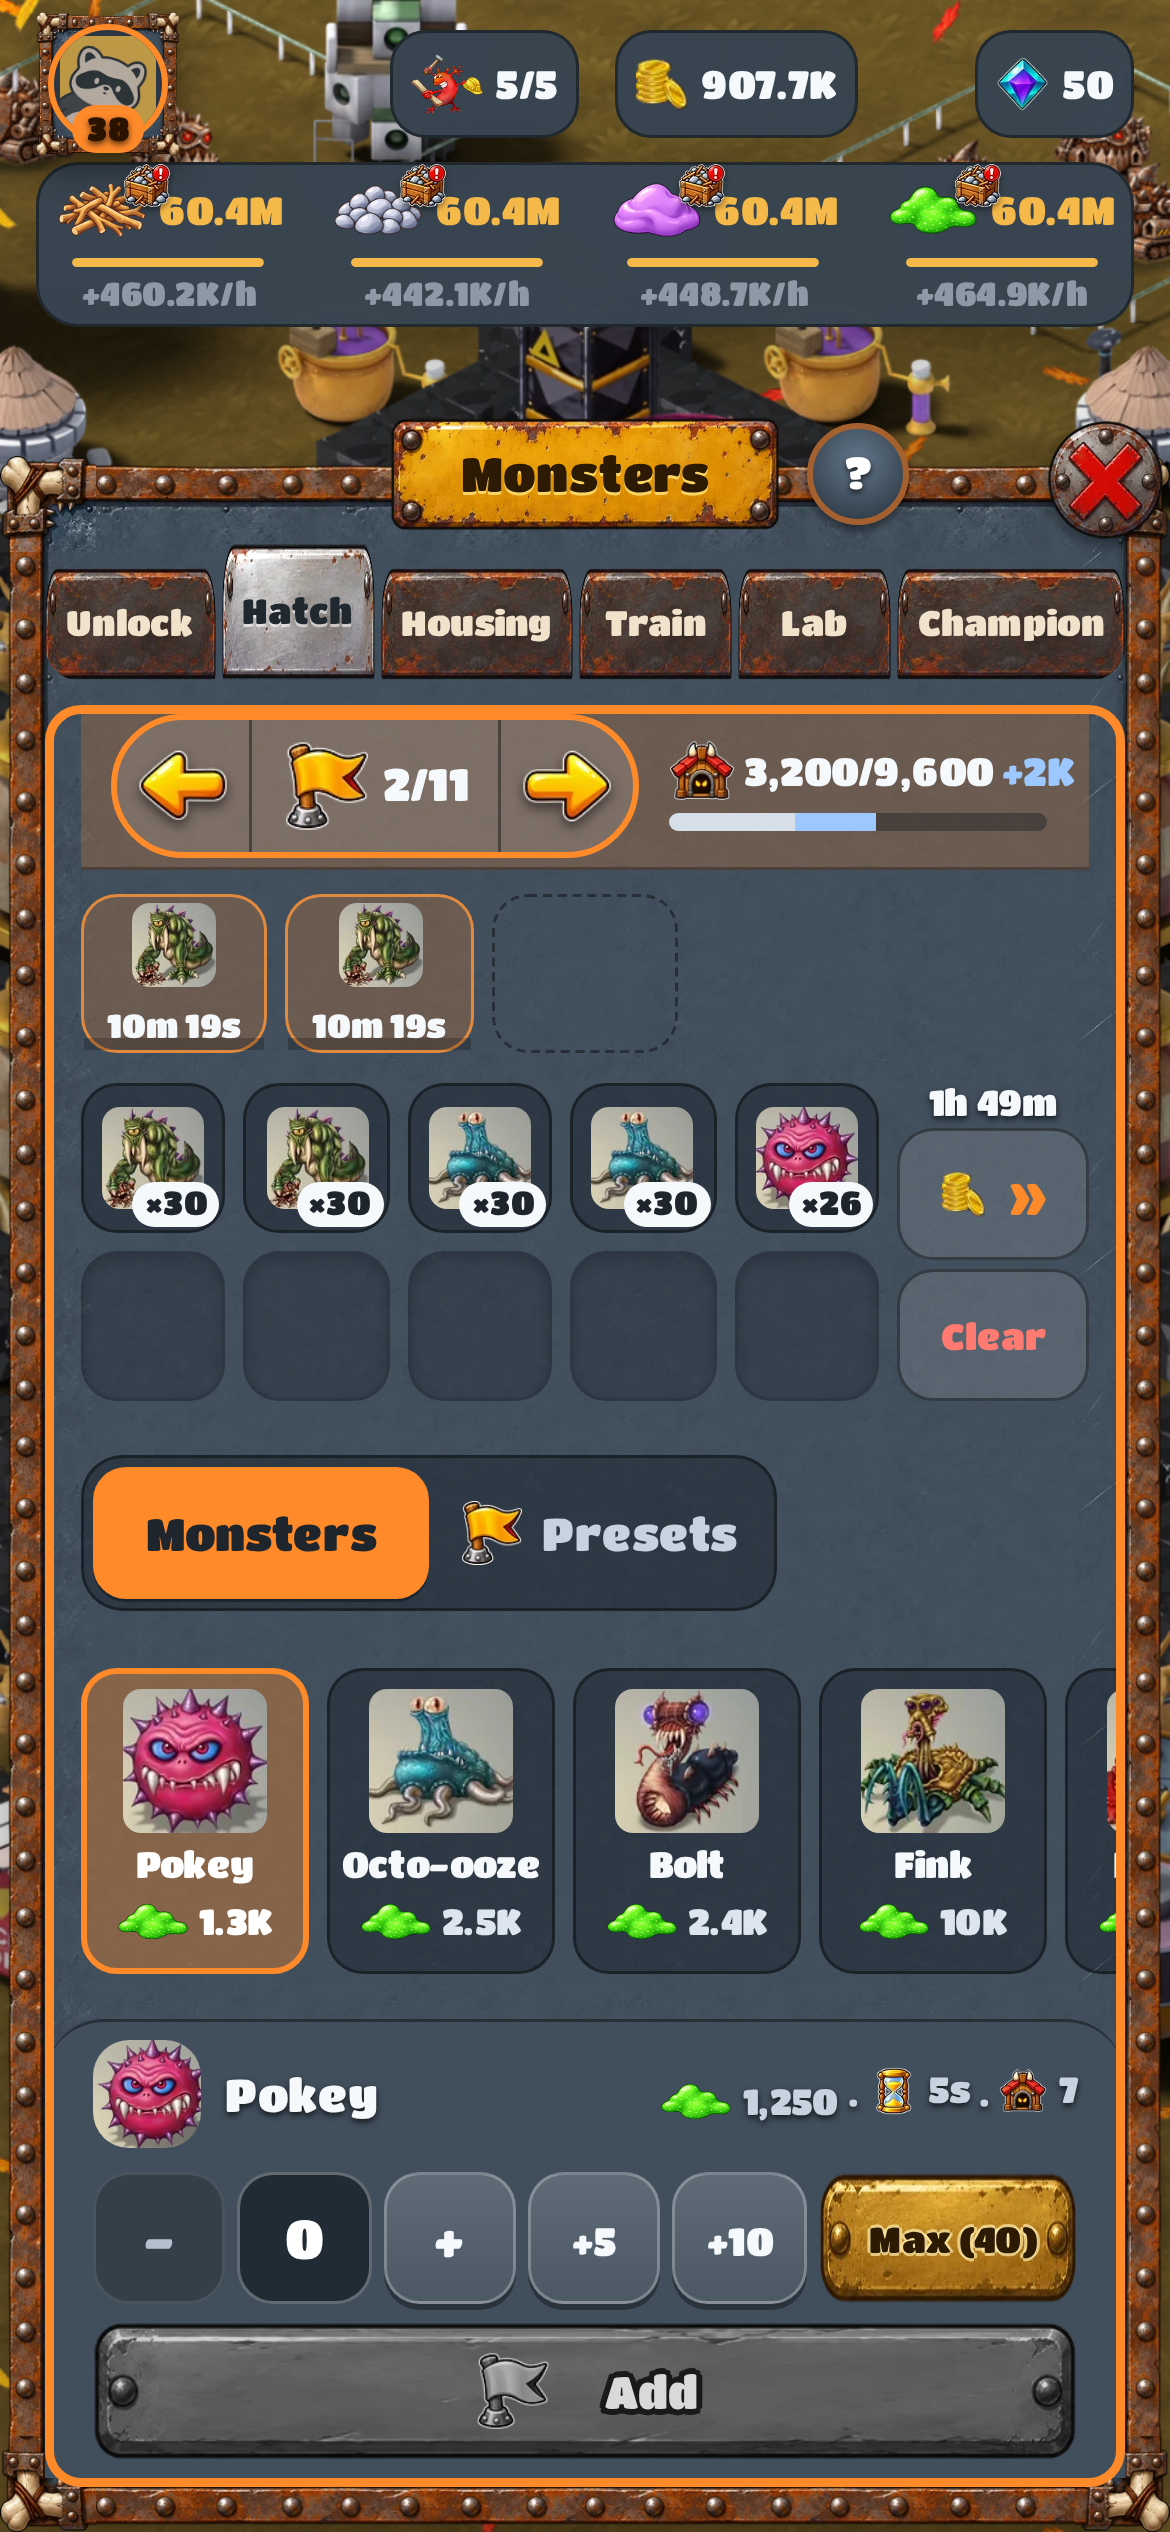 38
5/5
907.7K
50
60.4M
60.4M
60.4M
60.4M
+460.2K/h
+442.1K/h
+448.7K/h
+464.9K/h
Monsters
?
Unlock
Hatch
Housing
Train
Lab
Champion
2/11
3,200/9,600 +2K
10m 19s
10m 19s
1h 49m
×30
×30
×30
×30
×26
»
Clear
Monsters
Presets
Pokey
Octo-ooze
Bolt
Fink
1.3K
2.5K
2.4K
10K
Pokey
1,250 · 5s · 7
-
0
+
+5
+10
Max (40)
Add